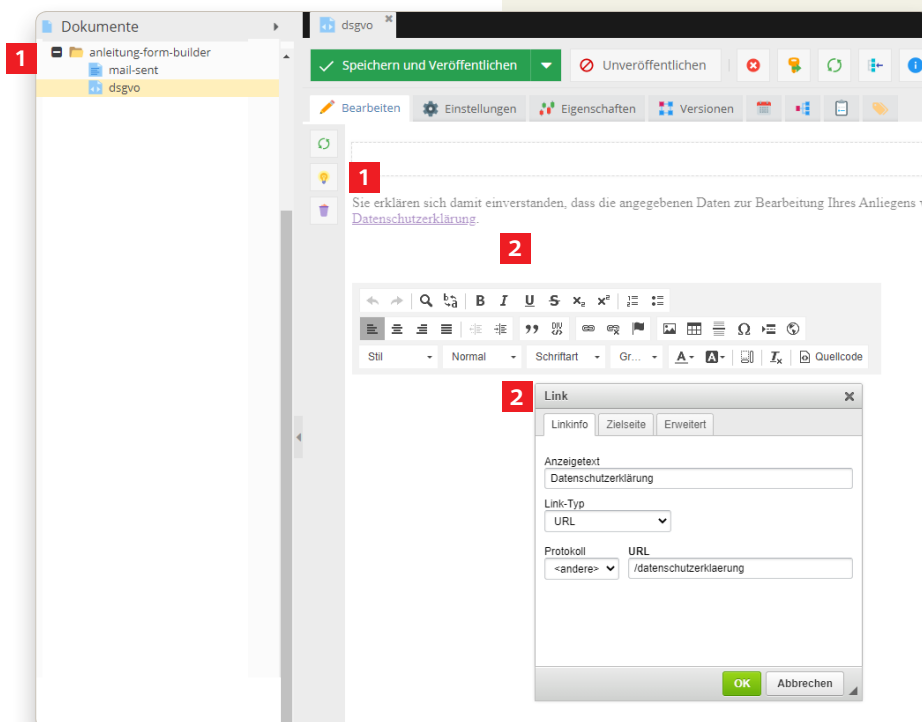 Dokumente
dsgvo
1
anleitung-form-builder
mail-sent
dsgvo
Speichern und Veröffentlichen
Unveröffentlichen
Bearbeiten
Einstellungen
Eigenschaften
Versionen
1
Sie erklären sich damit einverstanden, dass die angegebenen Daten zur Bearbeitung Ihres Anliegens
Datenschutzerklärung.
2
B I U S x₂ x²
Stil
Normal
Schriftart
Gr...
A
A
Quellcode
2
Link
Linkinfo
Zielseite
Erweitert
Anzeigetext
Datenschutzerklärung
Link-Typ
URL
Protokoll
URL
<andere>
/datenschutzerklaerung
OK
Abbrechen